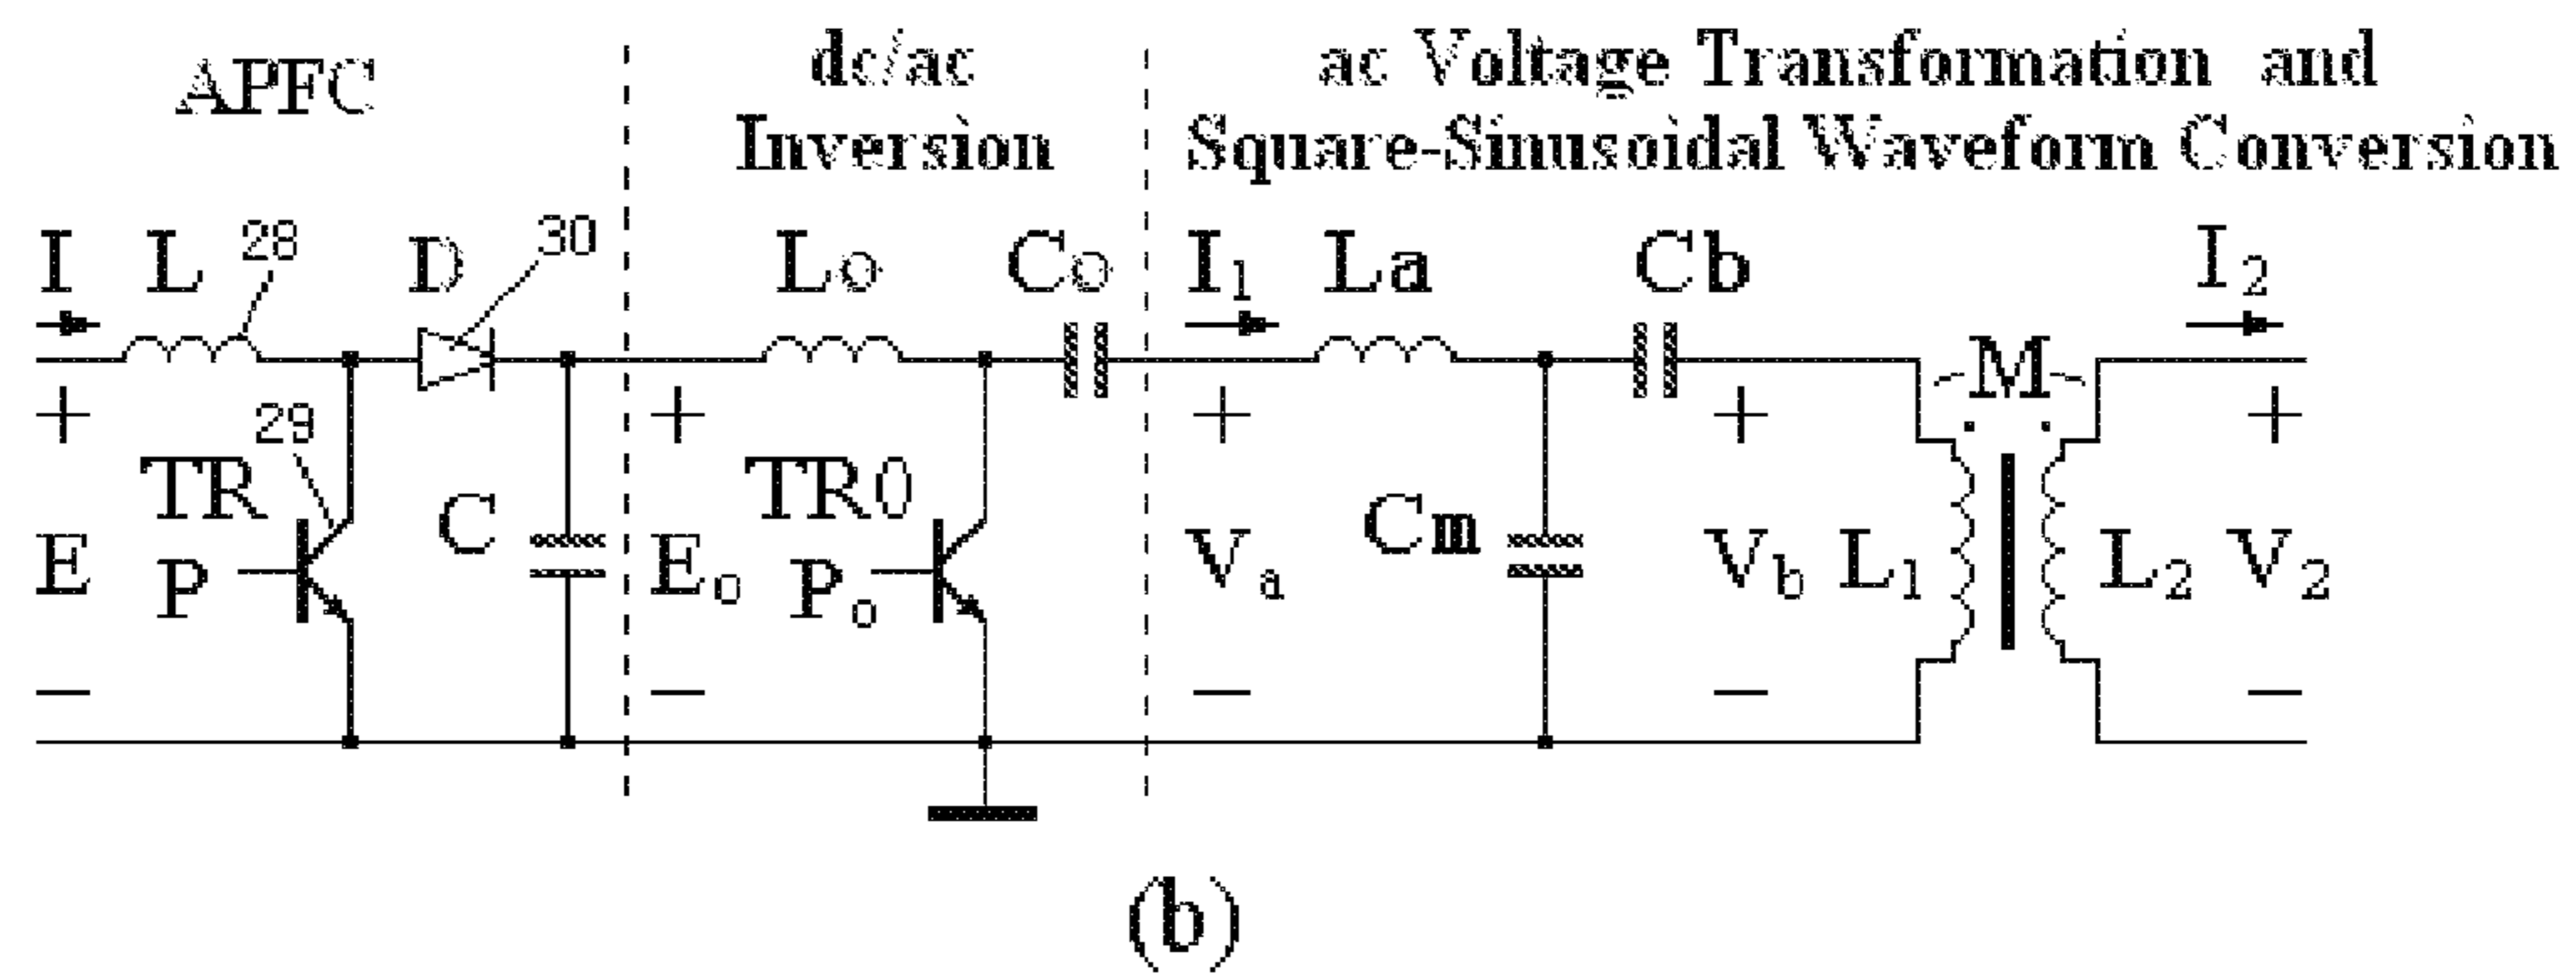 APFC
dc/ac
Inversion
ac Voltage Transformation and
Square-Sinusoidal Waveform Conversion
I L 28 D 30 Lo Co I1 La Cb I2
+ 29 + + + M +
TR C TR0 Cm
E P Eo Po Va Vb L1 L2 V2
− − − − −
(b)